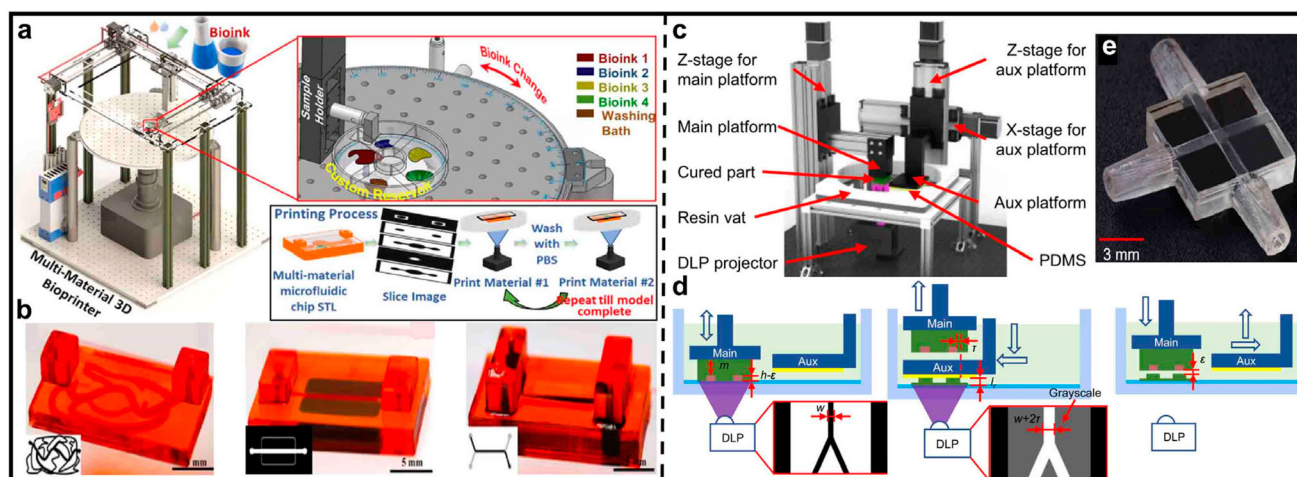 a
Bioink
Multi-Material 3D
Bioprinter
Sample
Holder
Bioink Change
Bioink 1
Bioink 2
Bioink 3
Bioink 4
Washing
Bath
Custom Reservoir
Printing Process
Multi-material
microfluidic
chip STL
Slice Image
Print Material #1
Wash
with
PBS
Print Material #2
Repeat till model
complete
b
5 mm
c
Z-stage for
main platform
Main platform
Cured part
Resin vat
DLP projector
Z-stage for
aux platform
X-stage for
aux platform
Aux platform
PDMS
e
3 mm
d
Main
Aux
m
h-ε
DLP
w
Main
τ
Aux
DLP
w+2τ
Grayscale
Main
Aux
ε
DLP